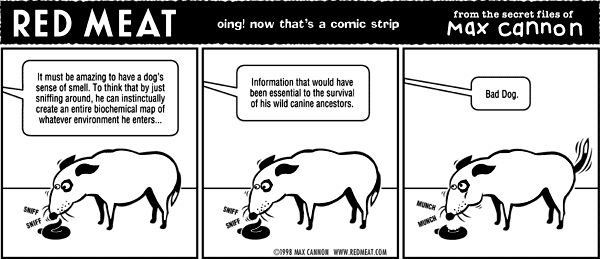 RED MEAT
oing! now that's a comic strip
from the secret files of
Max cannon
It must be amazing to have a dog's
sense of smell. To think that by just
sniffing around, he can instinctually
create an entire biochemical map of
whatever environment he enters...
SNIFF
SNIFF
Information that would have
been essential to the survival
of his wild canine ancestors.
SNIFF
SNIFF
Bad Dog.
MUNCH
MUNCH
©1998 MAX CANNON WWW.REDMEAT.COM